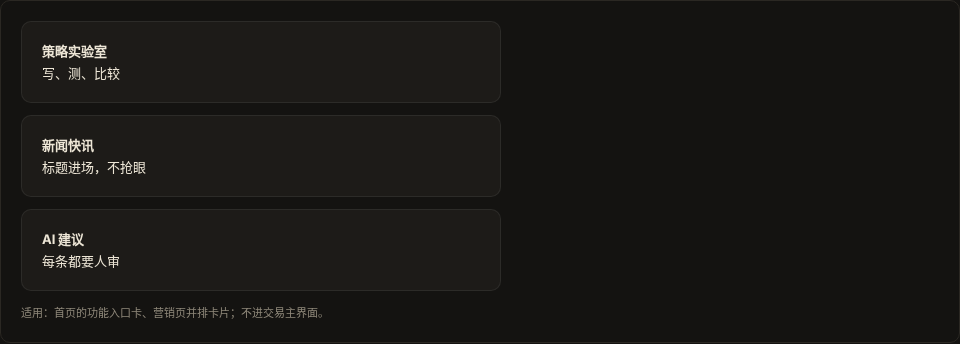 策略实验室
写、测、比较
新闻快讯
标题进场，不抢眼
AI 建议
每条都要人审
适用：首页的功能入口卡、营销页并排卡片；不进交易主界面。